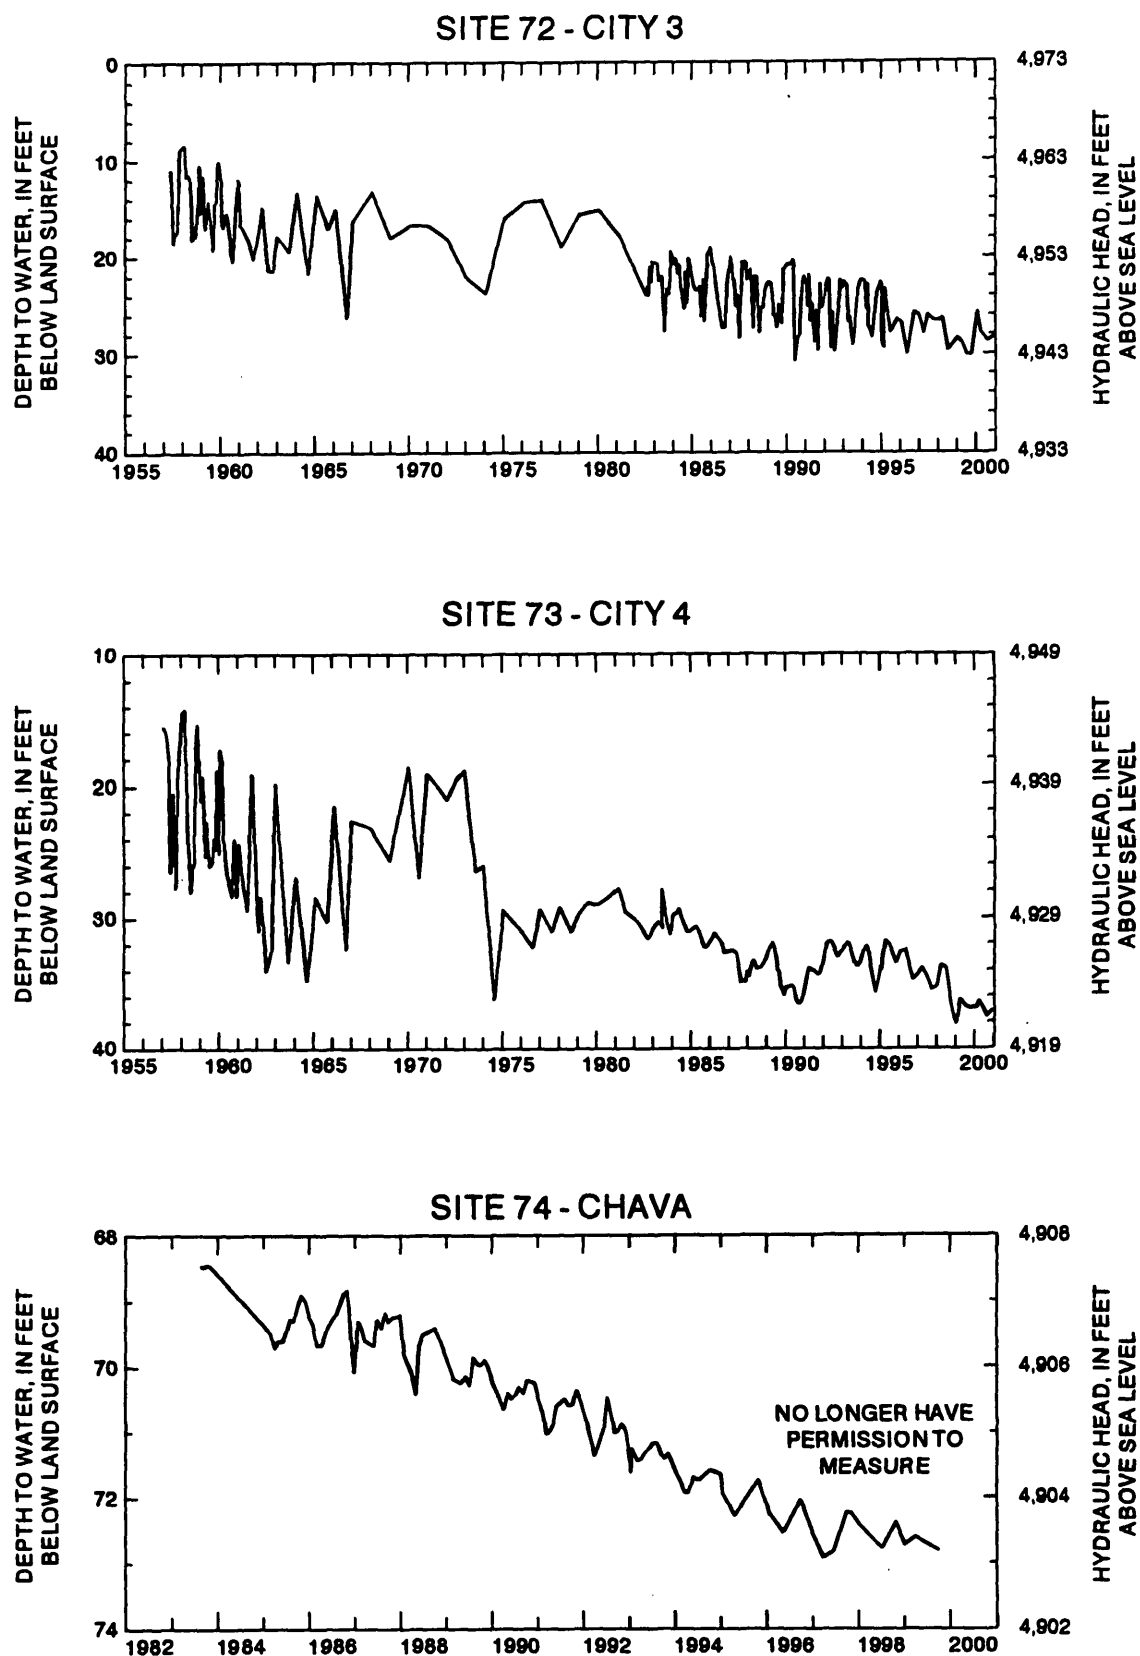 SITE 72 - CITY 3
DEPTH TO WATER, IN FEET
BELOW LAND SURFACE
0
10
20
30
40
4,973
4,963
4,953
4,943
4,933
HYDRAULIC HEAD, IN FEET
ABOVE SEA LEVEL
1955 1960 1965 1970 1975 1980 1985 1990 1995 2000
SITE 73 - CITY 4
DEPTH TO WATER, IN FEET
BELOW LAND SURFACE
10
20
30
40
4,949
4,939
4,929
4,919
HYDRAULIC HEAD, IN FEET
ABOVE SEA LEVEL
1955 1960 1965 1970 1975 1980 1985 1990 1995 2000
SITE 74 - CHAVA
DEPTH TO WATER, IN FEET
BELOW LAND SURFACE
68
70
72
74
NO LONGER HAVE
PERMISSION TO
MEASURE
4,908
4,906
4,904
4,902
HYDRAULIC HEAD, IN FEET
ABOVE SEA LEVEL
1982 1984 1986 1988 1990 1992 1994 1996 1998 2000